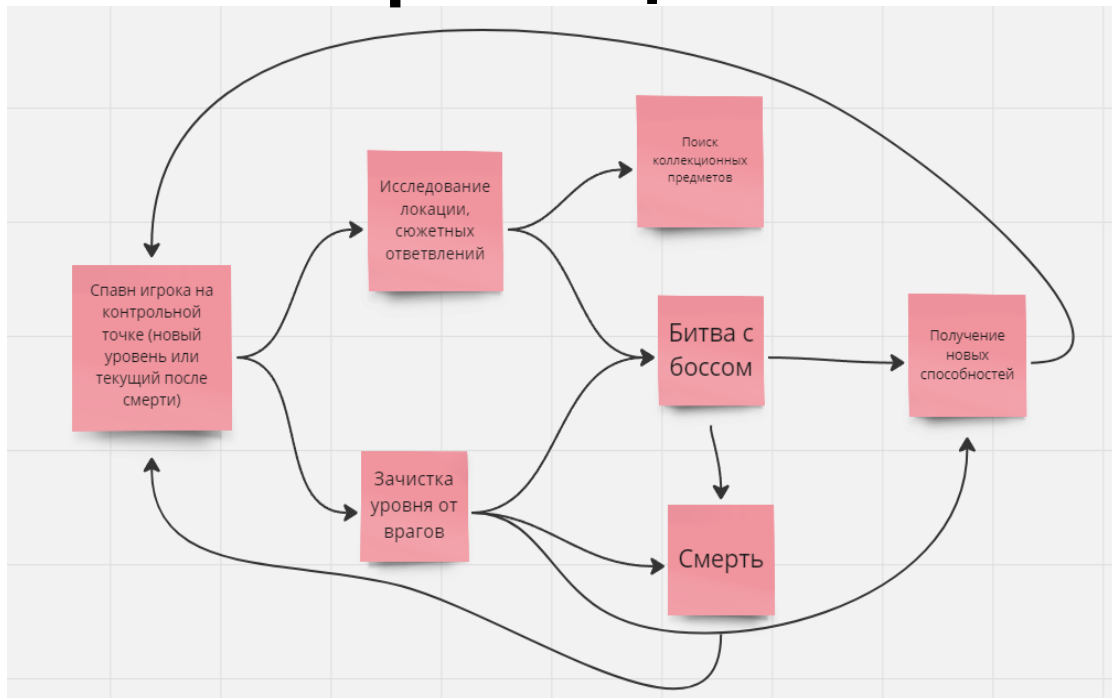 Спавн игрока на
контрольной
точке (новый
уровень или
текущий после
смерти)
Исследование
локации,
сюжетных
ответвлений
Поиск
коллекционных
предметов
Зачистка
уровня от
врагов
Битва с
боссом
Смерть
Получение
новых
способностей